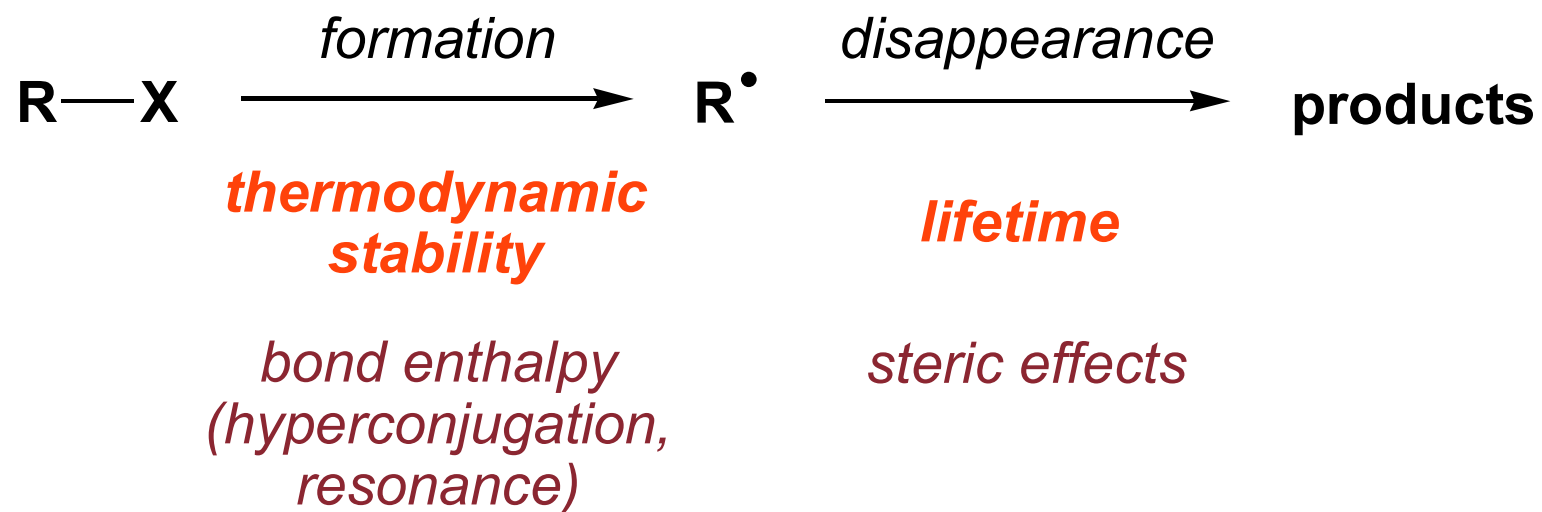 formation
disappearance
R—X
R•
products
thermodynamic
stability
lifetime
bond enthalpy
(hyperconjugation,
resonance)
steric effects